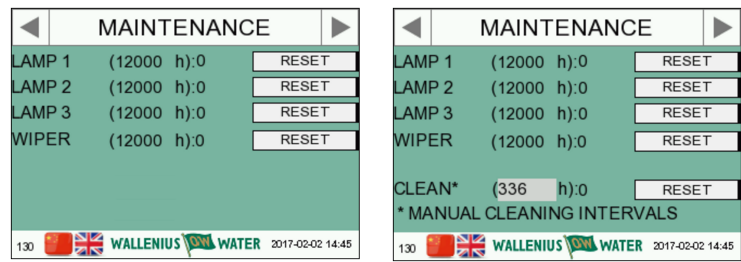 MAINTENANCE
LAMP 1 (12000 h):0 RESET
LAMP 2 (12000 h):0 RESET
LAMP 3 (12000 h):0 RESET
WIPER (12000 h):0 RESET
130 WALLENIUS OW WATER 2017-02-02 14:45
MAINTENANCE
LAMP 1 (12000 h):0 RESET
LAMP 2 (12000 h):0 RESET
LAMP 3 (12000 h):0 RESET
WIPER (12000 h):0 RESET
CLEAN* (336 h):0 RESET
* MANUAL CLEANING INTERVALS
130 WALLENIUS OW WATER 2017-02-02 14:45